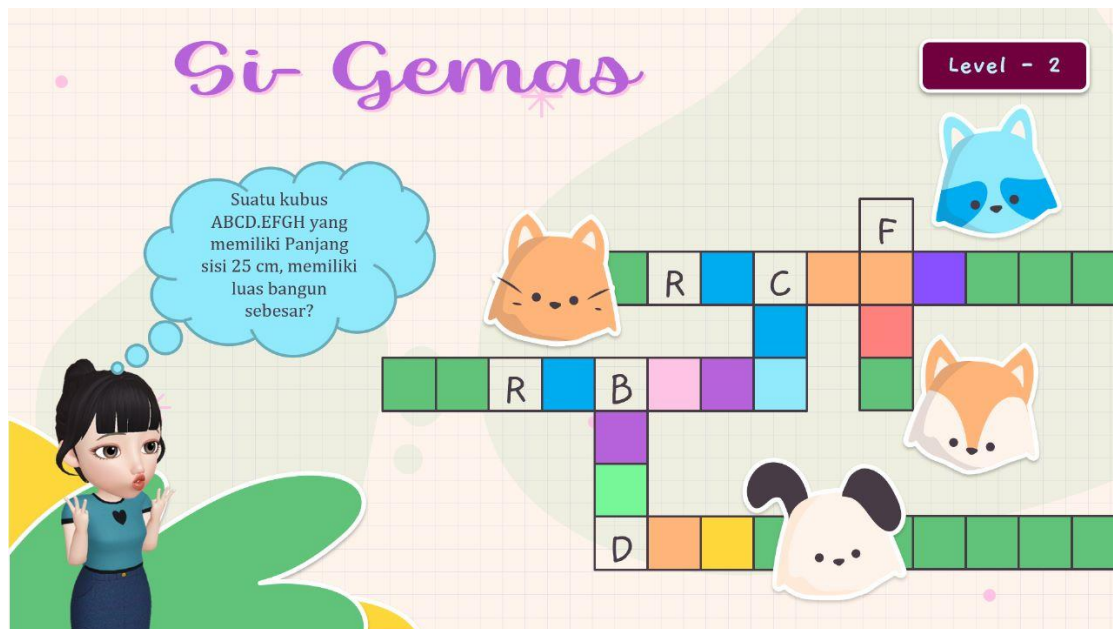 Si- Gemas
Level - 2
Suatu kubus
ABCD.EFGH yang
memiliki Panjang
sisi 25 cm, memiliki
luas bangun
sebesar?
F
R C
R B
D